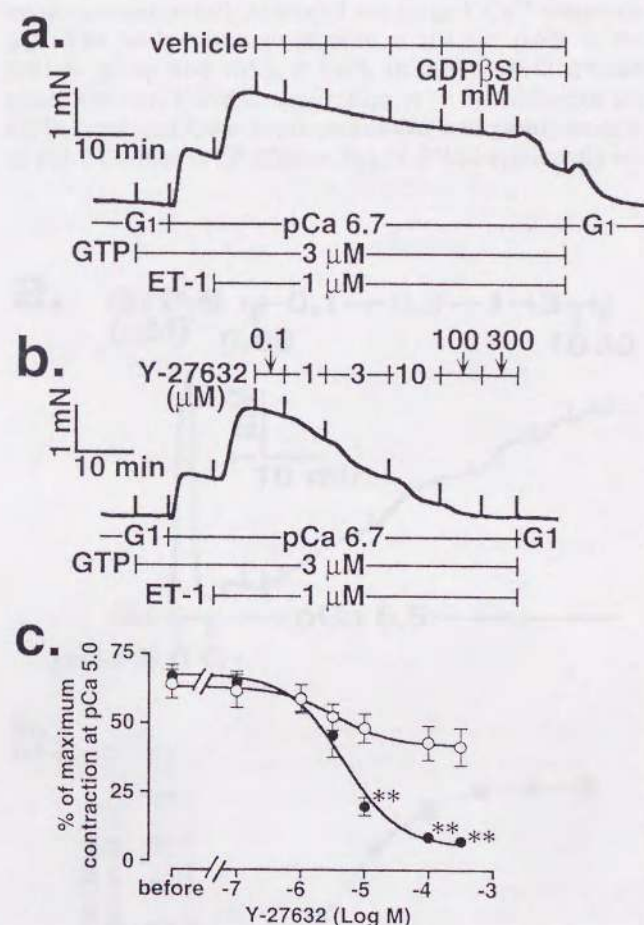 a.
vehicle
GDPβS
1 mM
1 mN
10 min
G1 pCa 6.7 G1
GTP 3 μM
ET-1 1 μM
b.
0.1 100 300
Y-27632 1 3 10
(μM)
1 mN
10 min
G1 pCa 6.7 G1
GTP 3 μM
ET-1 1 μM
c.
% of maximum
contraction at pCa 5.0
75
50
25
0
**
**
**
before -7 -6 -5 -4 -3
Y-27632 (Log M)